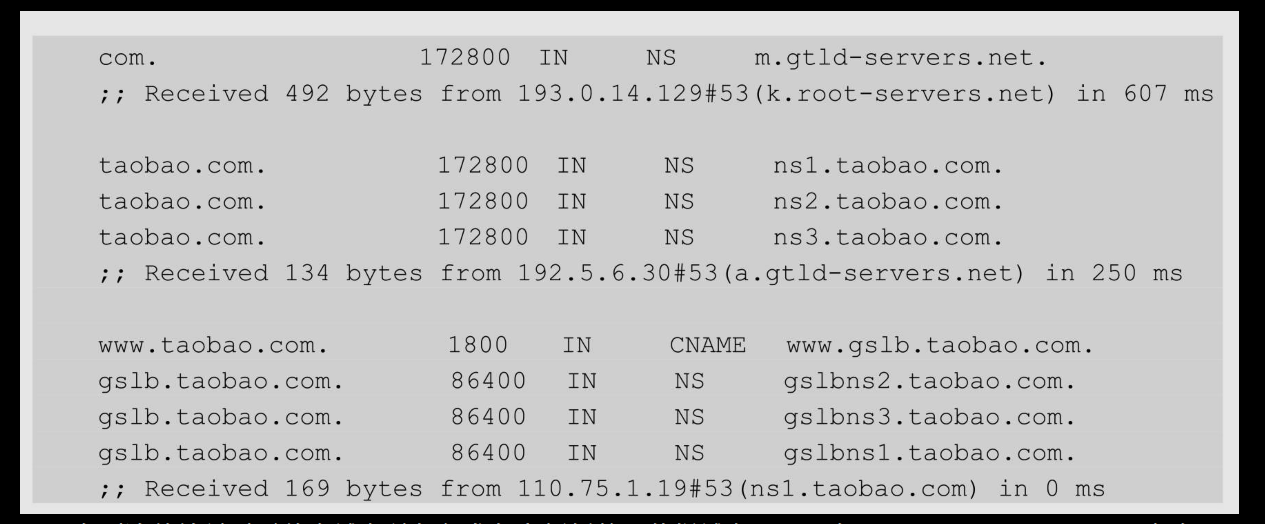 com. 172800 IN NS m.gtld-servers.net.
;; Received 492 bytes from 193.0.14.129#53(k.root-servers.net) in 607 ms
taobao.com. 172800 IN NS ns1.taobao.com.
taobao.com. 172800 IN NS ns2.taobao.com.
taobao.com. 172800 IN NS ns3.taobao.com.
;; Received 134 bytes from 192.5.6.30#53(a.gtld-servers.net) in 250 ms
www.taobao.com. 1800 IN CNAME www.gslb.taobao.com.
gslb.taobao.com. 86400 IN NS gslbns2.taobao.com.
gslb.taobao.com. 86400 IN NS gslbns3.taobao.com.
gslb.taobao.com. 86400 IN NS gslbns1.taobao.com.
;; Received 169 bytes from 110.75.1.19#53(ns1.taobao.com) in 0 ms